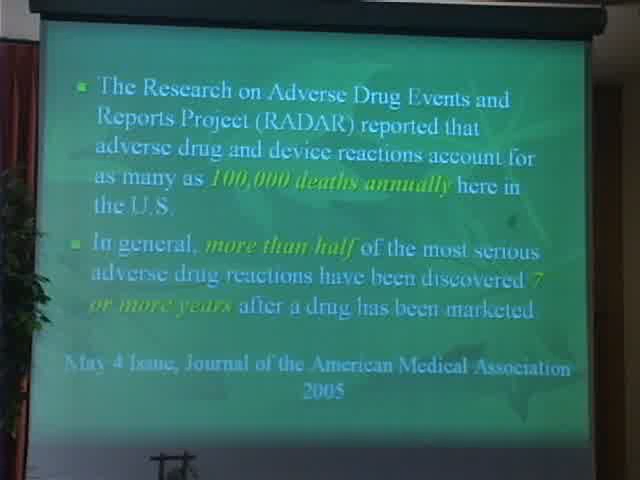 The Research on Adverse Drug Events and
Reports Project (RADAR) reported that
adverse drug and device reactions account for
as many as 100,000 deaths annually here in
the U.S.
In general, more than half of the most serious
adverse drug reactions have been discovered 7
or more years after a drug has been marketed.
May 4 Issue, Journal of the American Medical Association
2005